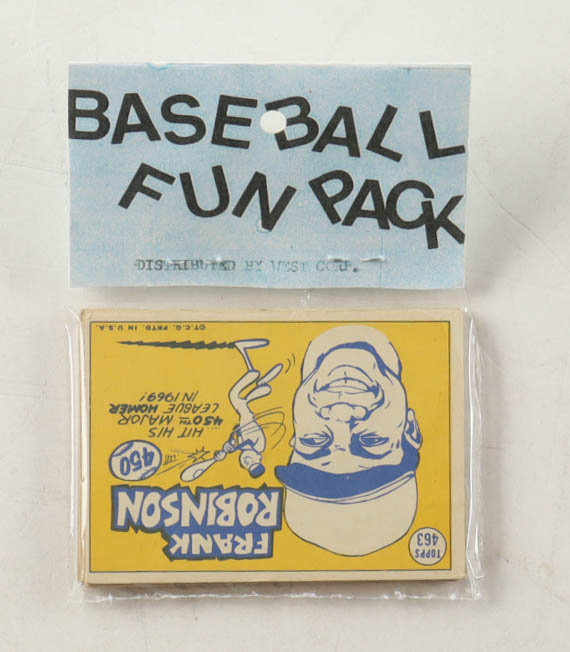 BASEBALL
FUN PACK
DISTRIBUTED BY WEST CORP.
TOPPS
463
FRANK
ROBINSON
450
...HIT HIS
450TH MAJOR
LEAGUE HOMER
IN 1969!
©T.C.G. PRTD. IN U.S.A.